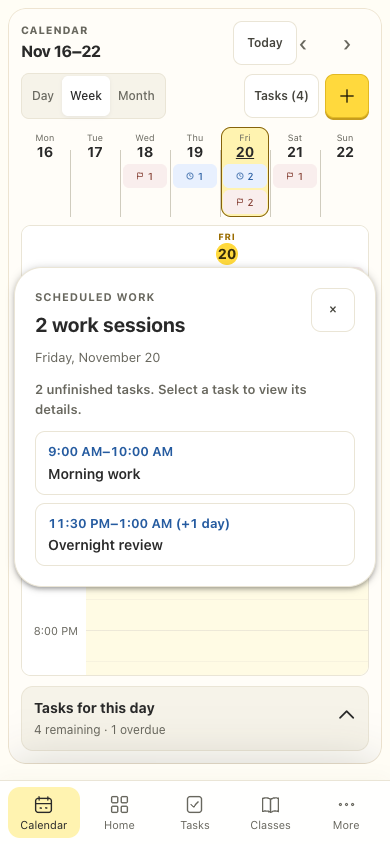 CALENDAR
Nov 16–22
Today
Day
Week
Month
Tasks (4)
Mon
Tue
Wed
Thu
Fri
Sat
Sun
16
17
18
19
20
21
22
1
1
2
1
2
FRI
20
SCHEDULED WORK
×
2 work sessions
Friday, November 20
2 unfinished tasks. Select a task to view its
details.
9:00 AM–10:00 AM
Morning work
11:30 PM–1:00 AM (+1 day)
Overnight review
8:00 PM
Tasks for this day
4 remaining · 1 overdue
Calendar
Home
Tasks
Classes
More